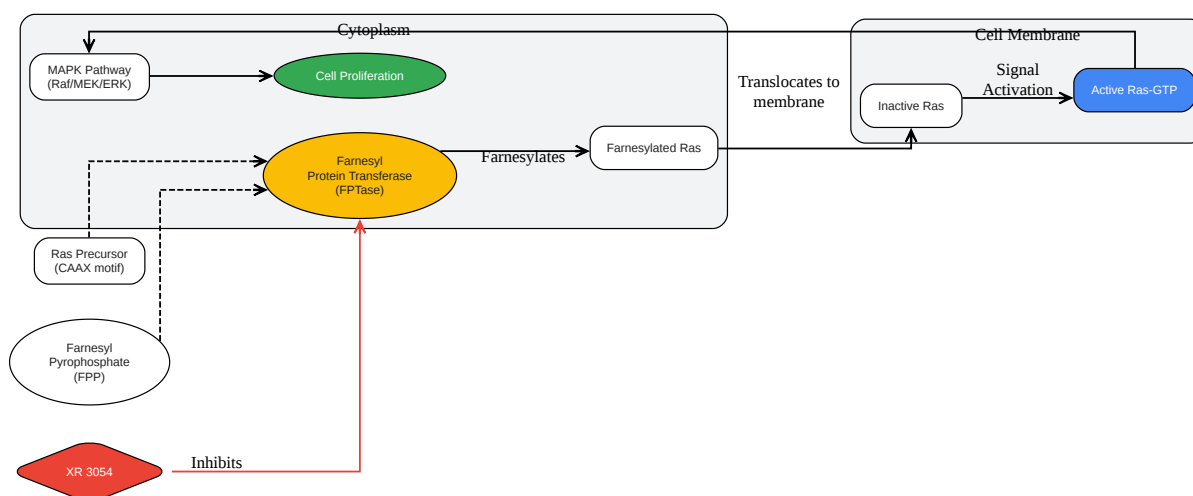 Cytoplasm
Cell Membrane
MAPK Pathway
(Raf/MEK/ERK)
Cell Proliferation
Translocates to
membrane
Signal
Activation
Inactive Ras
Active Ras-GTP
Farnesyl
Protein Transferase
(FPTase)
Farnesylates
Farnesylated Ras
Ras Precursor
(CAAX motif)
Farnesyl
Pyrophosphate
(FPP)
XR 3054
Inhibits